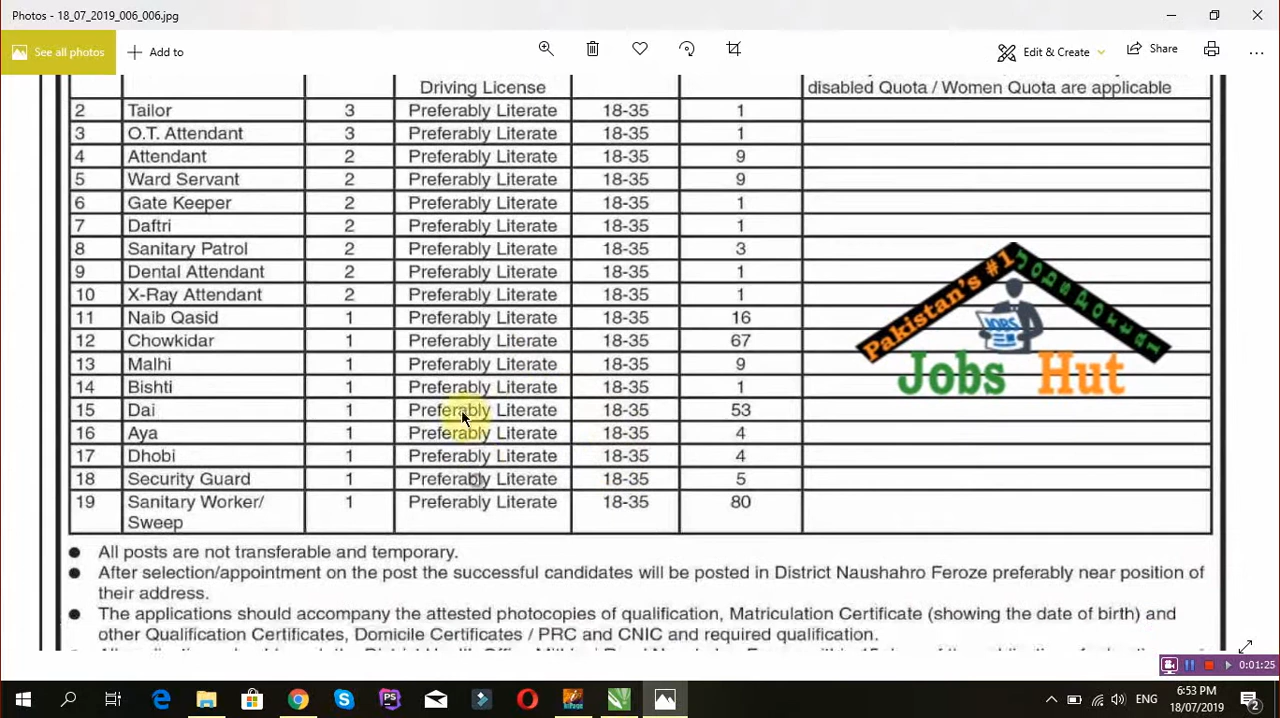 Photos - 18_07_2019_006_006.jpg
See all photos
Add to
Edit & Create
Share
Driving License
disabled Quota / Women Quota are applicable
2 Tailor 3 Preferably Literate 18-35 1
3 O.T. Attendant 3 Preferably Literate 18-35 1
4 Attendant 2 Preferably Literate 18-35 9
5 Ward Servant 2 Preferably Literate 18-35 9
6 Gate Keeper 2 Preferably Literate 18-35 1
7 Daftri 2 Preferably Literate 18-35 1
8 Sanitary Patrol 2 Preferably Literate 18-35 3
9 Dental Attendant 2 Preferably Literate 18-35 1
10 X-Ray Attendant 2 Preferably Literate 18-35 1
11 Naib Qasid 1 Preferably Literate 18-35 16
12 Chowkidar 1 Preferably Literate 18-35 67
13 Malhi 1 Preferably Literate 18-35 9
14 Bishti 1 Preferably Literate 18-35 1
15 Dai 1 Preferably Literate 18-35 53
16 Aya 1 Preferably Literate 18-35 4
17 Dhobi 1 Preferably Literate 18-35 4
18 Security Guard 1 Preferably Literate 18-35 5
19 Sanitary Worker/ 1 Preferably Literate 18-35 80
Sweep
Pakistan's #1 Jobs Portal
JOBS
Jobs Hut
● All posts are not transferable and temporary.
● After selection/appointment on the post the successful candidates will be posted in District Naushahro Feroze preferably near position of
their address.
● The applications should accompany the attested photocopies of qualification, Matriculation Certificate (showing the date of birth) and
other Qualification Certificates, Domicile Certificates / PRC and CNIC and required qualification.
0:01:25
ENG
6:53 PM
18/07/2019
2